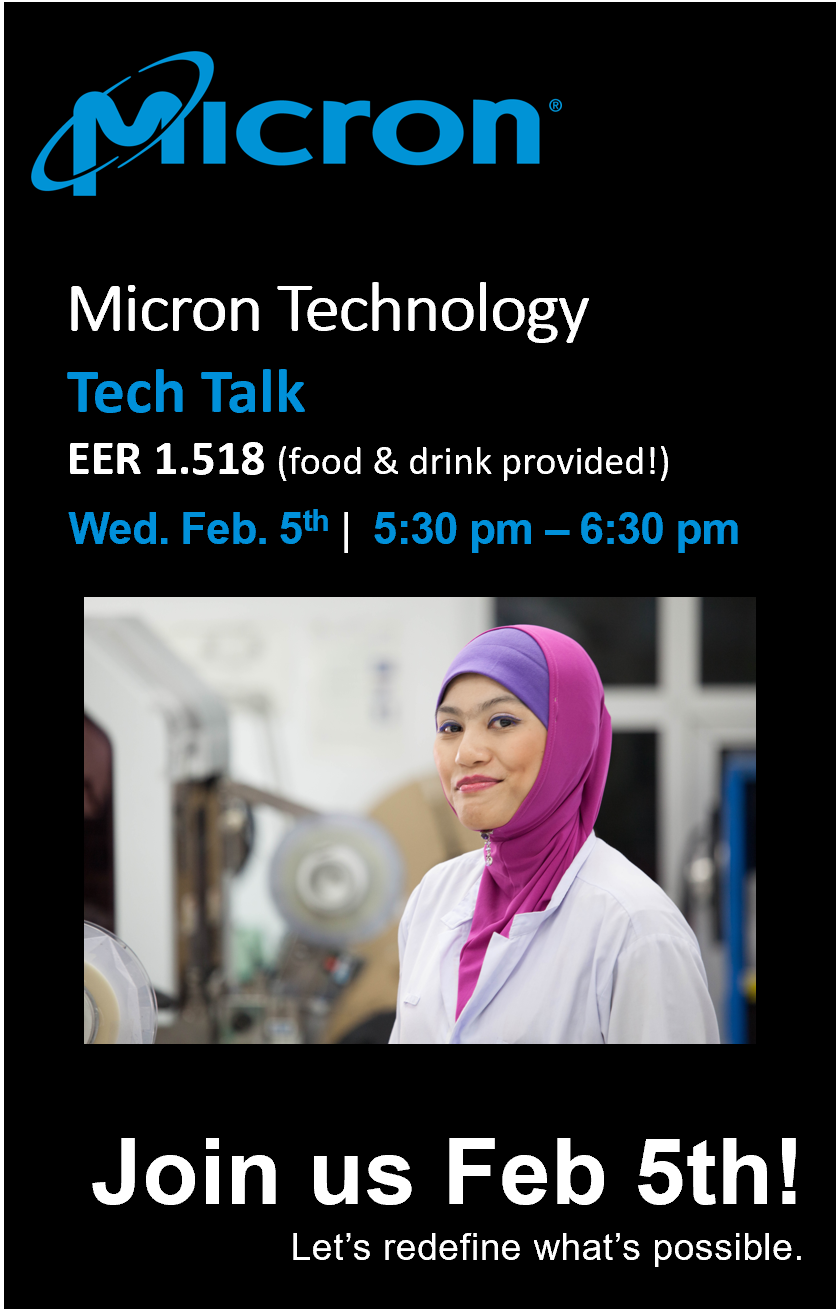 Micron®
Micron Technology
Tech Talk
EER 1.518 (food & drink provided!)
Wed. Feb. 5th | 5:30 pm – 6:30 pm
Join us Feb 5th!
Let's redefine what's possible.